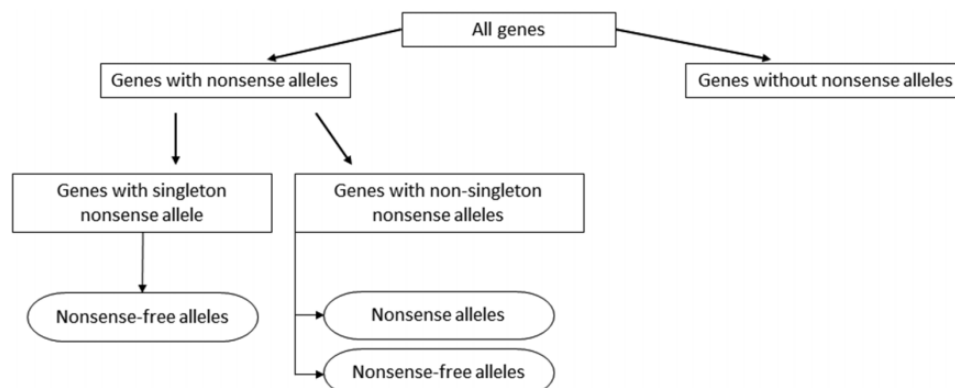 All genes
Genes with nonsense alleles
Genes without nonsense alleles
Genes with singleton
nonsense allele
Genes with non-singleton
nonsense alleles
Nonsense-free alleles
Nonsense alleles
Nonsense-free alleles